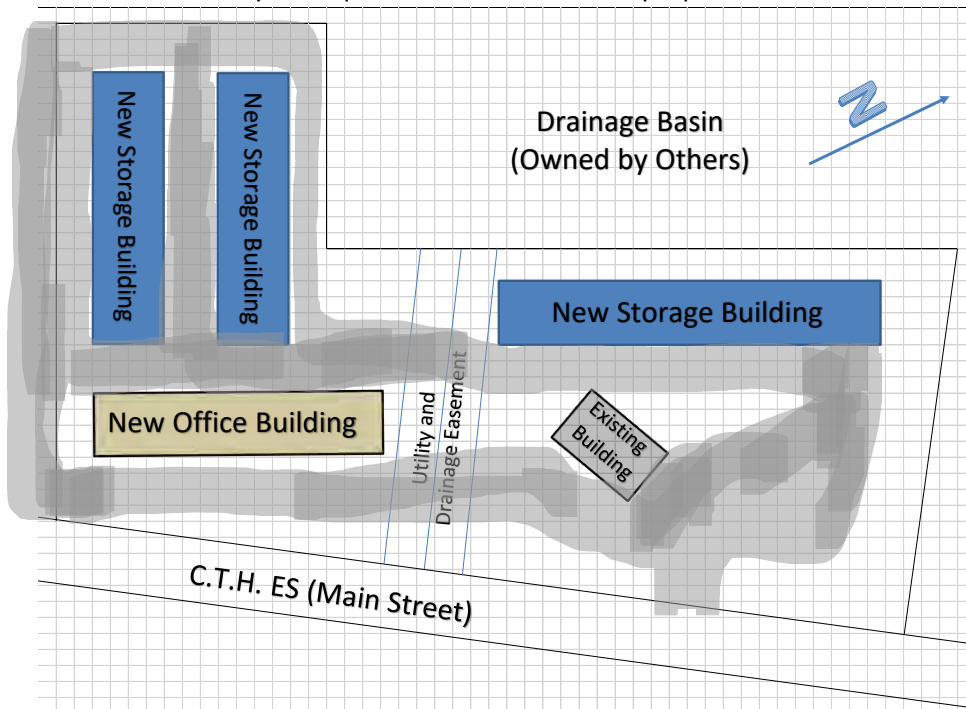 New Storage Building
New Storage Building
Drainage Basin
(Owned by Others)
N
New Storage Building
New Office Building
Utility and
Drainage Easement
Existing
Building
C.T.H. ES (Main Street)